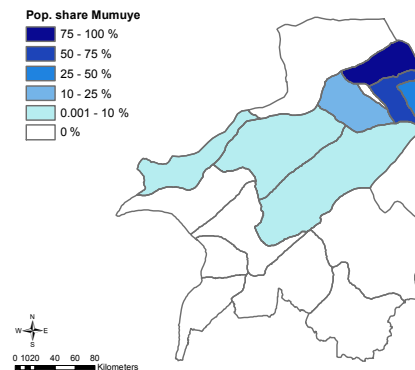 Pop. share Mumuye
75 - 100 %
50 - 75 %
25 - 50 %
10 - 25 %
0.001 - 10 %
0 %
N
W E
S
0 1020 40 60 80
Kilometers